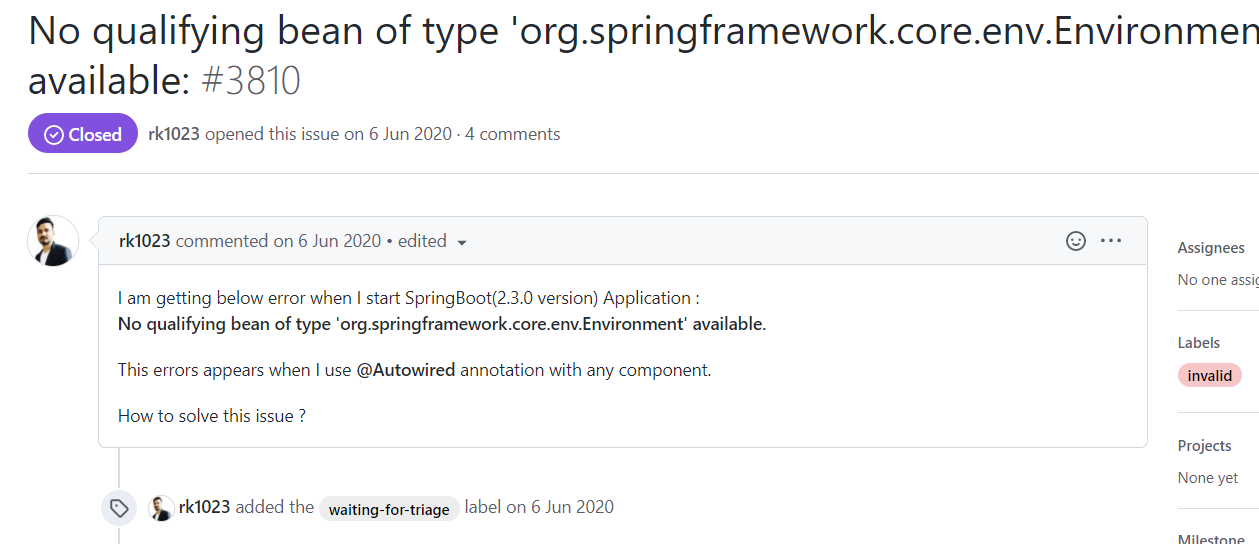 No qualifying bean of type 'org.springframework.core.env.Environmen
available: #3810
Closed rk1023 opened this issue on 6 Jun 2020 · 4 comments
rk1023 commented on 6 Jun 2020 • edited
Assignees
No one assig
I am getting below error when I start SpringBoot(2.3.0 version) Application :
No qualifying bean of type 'org.springframework.core.env.Environment' available.
Labels
invalid
This errors appears when I use @Autowired annotation with any component.
How to solve this issue ?
Projects
None yet
rk1023 added the waiting-for-triage label on 6 Jun 2020
Milestone